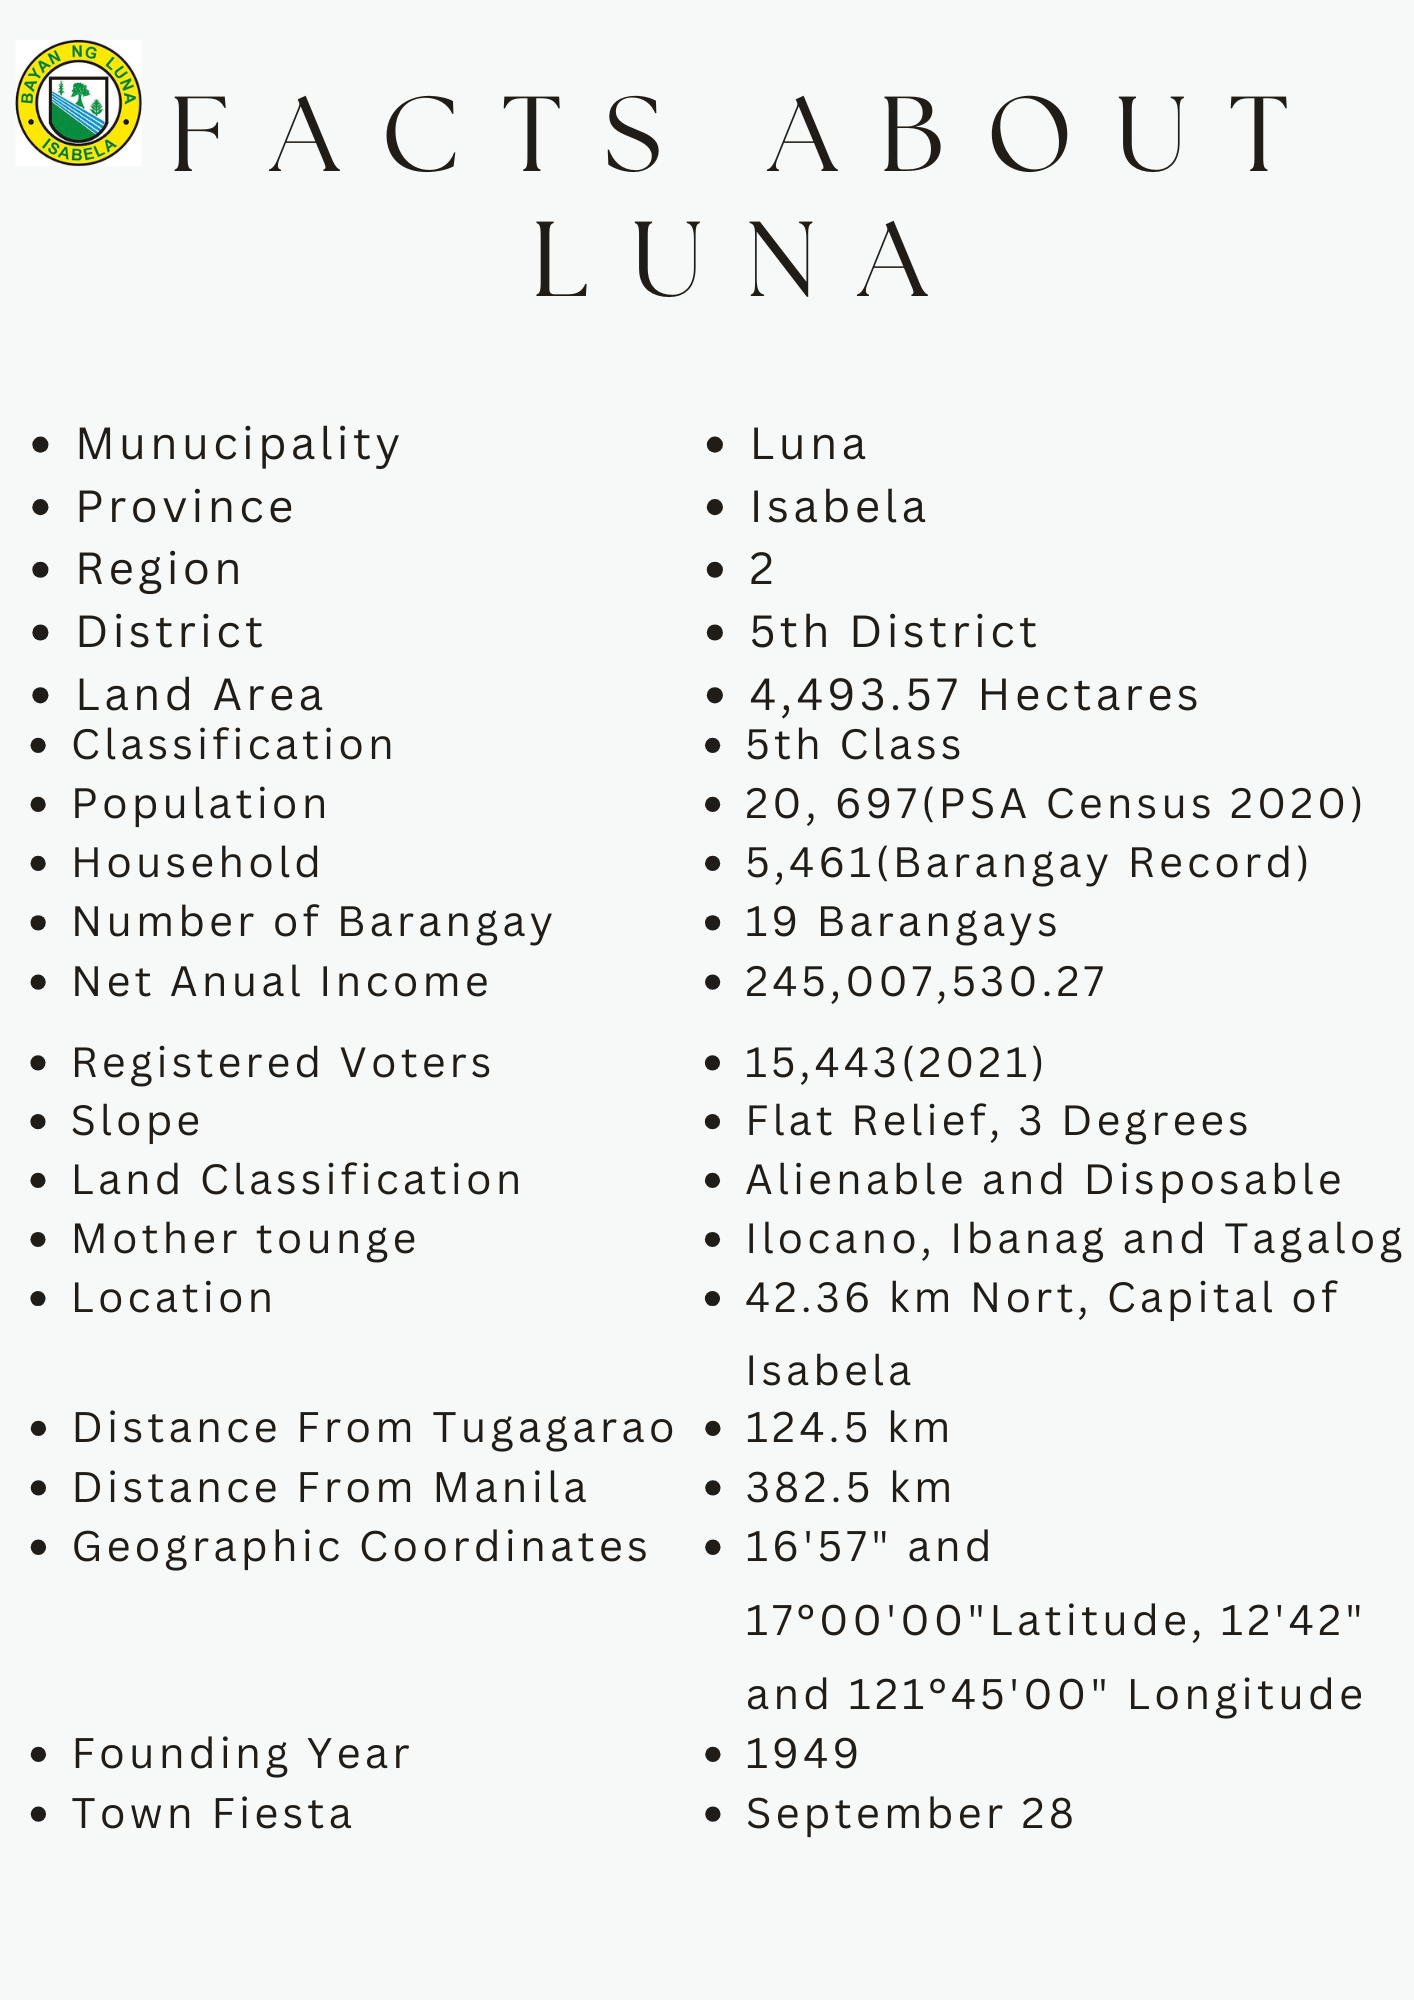 BAYAN NG LUNA
ISABELA
FACTS ABOUT
LUNA
• Munucipality
• Luna
• Province
• Isabela
• Region
• 2
• District
• 5th District
• Land Area
• 4,493.57 Hectares
• Classification
• 5th Class
• Population
• 20, 697(PSA Census 2020)
• Household
• 5,461(Barangay Record)
• Number of Barangay
• 19 Barangays
• Net Anual Income
• 245,007,530.27
• Registered Voters
• 15,443(2021)
• Slope
• Flat Relief, 3 Degrees
• Land Classification
• Alienable and Disposable
• Mother tounge
• Ilocano, Ibanag and Tagalog
• Location
• 42.36 km Nort, Capital of
Isabela
• Distance From Tugagarao
• 124.5 km
• Distance From Manila
• 382.5 km
• Geographic Coordinates
• 16'57" and
17°00'00"Latitude, 12'42"
and 121°45'00" Longitude
• Founding Year
• 1949
• Town Fiesta
• September 28